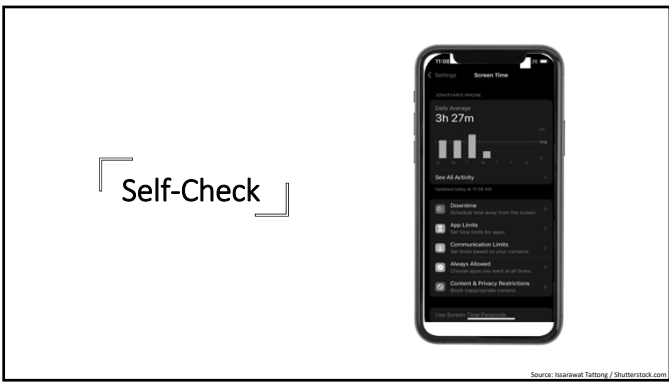 Self-Check
11:08
Settings
Screen Time
JONATHAN'S IPHONE
Daily Average
3h 27m
See All Activity
Updated today at 11:08 AM
Downtime
Schedule time away from the screen.
App Limits
Set time limits for apps.
Communication Limits
Set limits based on your contacts.
Always Allowed
Choose apps you want at all times.
Content & Privacy Restrictions
Block inappropriate content.
Use Screen Time Passcode
Source: Issarawat Tattong / Shutterstock.com